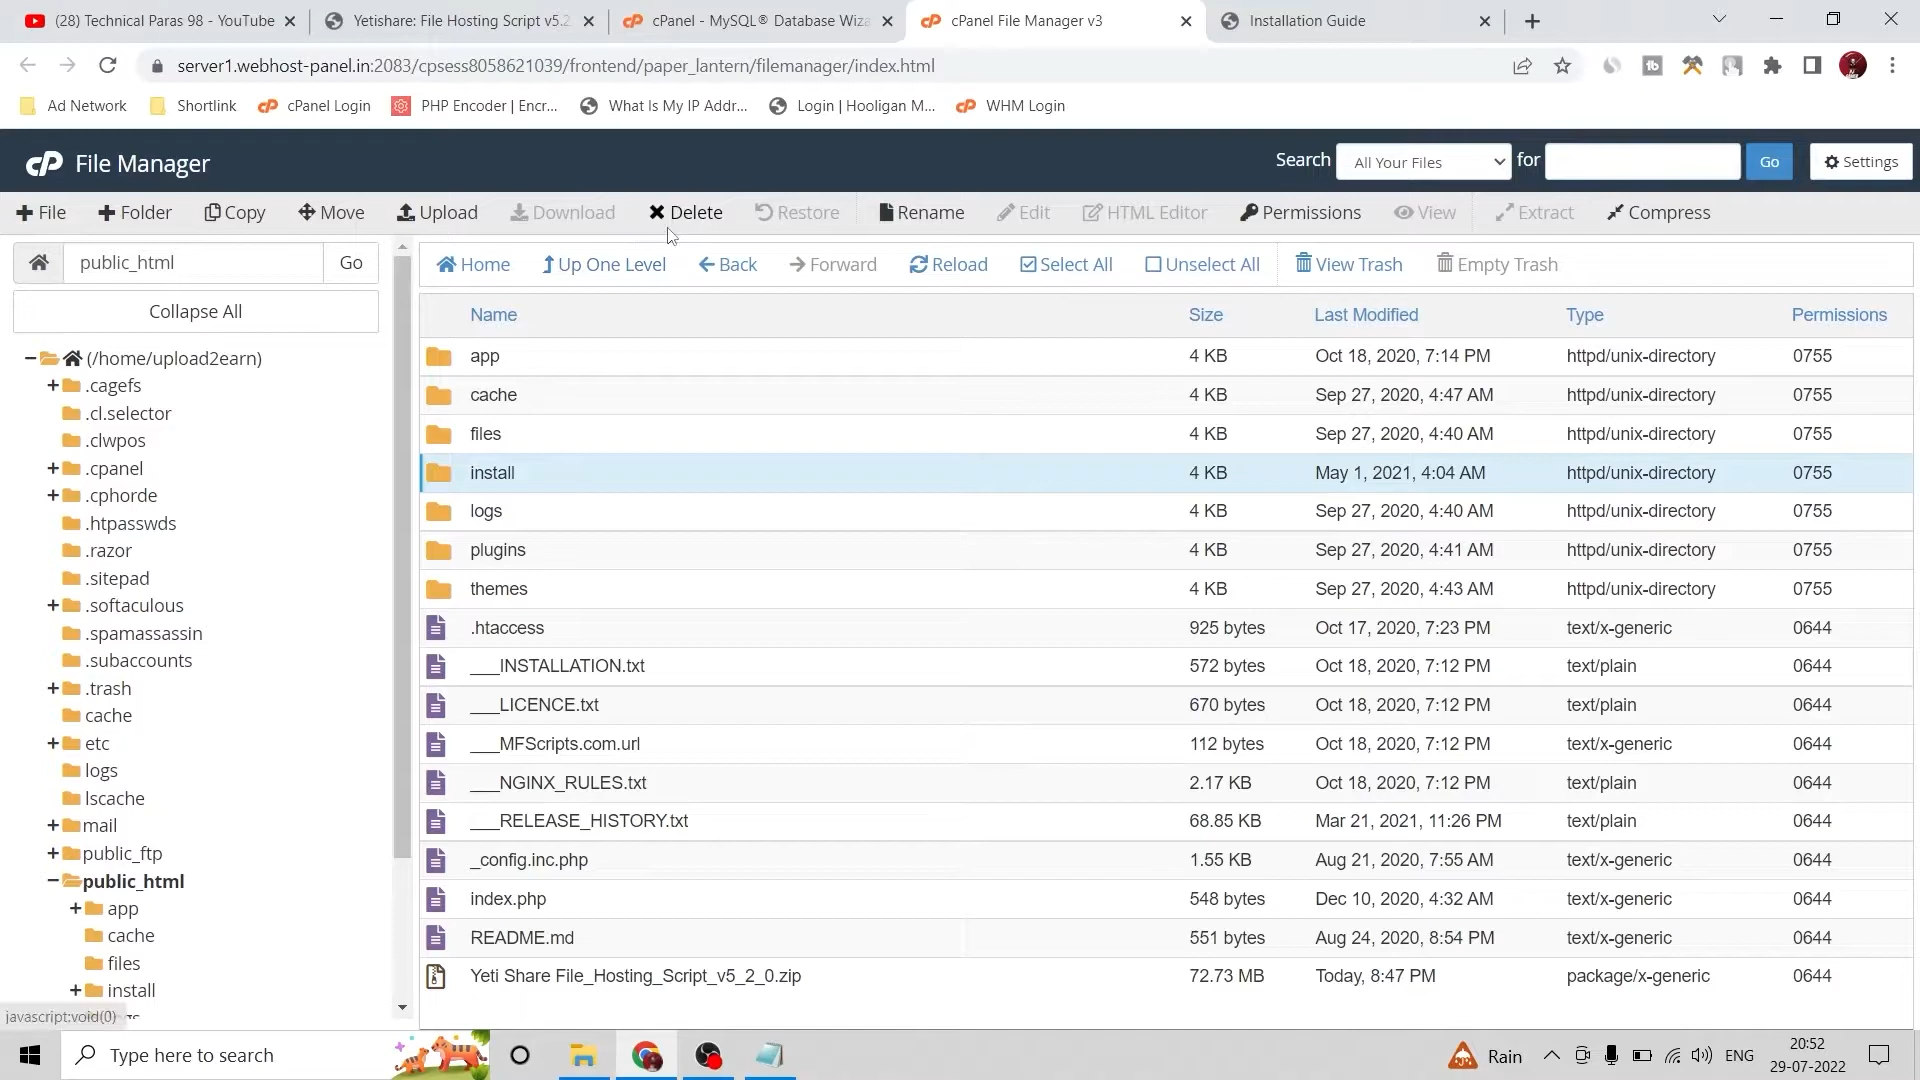 (28) Technical Paras 98 - YouTube
Yetishare: File Hosting Script v5.2
cPanel - MySQL® Database Wiza
cPanel File Manager v3
Installation Guide
server1.webhost-panel.in:2083/cpsess8058621039/frontend/paper_lantern/filemanager/index.html
Ad Network
Shortlink
cPanel Login
PHP Encoder | Encr...
What Is My IP Addr...
Login | Hooligan M...
WHM Login
cP File Manager
Search All Your Files for Go Settings
File Folder Copy Move Upload Download Delete Restore Rename Edit HTML Editor Permissions View Extract Compress
public_html Go
Home Up One Level Back Forward Reload Select All Unselect All View Trash Empty Trash
Collapse All
(/home/upload2earn)
.cagefs
.cl.selector
.clwpos
.cpanel
.cphorde
.htpasswds
.razor
.sitepad
.softaculous
.spamassassin
.subaccounts
.trash
cache
etc
logs
lscache
mail
public_ftp
public_html
app
cache
files
install
javascript:void(0)
Name Size Last Modified Type Permissions
app 4 KB Oct 18, 2020, 7:14 PM httpd/unix-directory 0755
cache 4 KB Sep 27, 2020, 4:47 AM httpd/unix-directory 0755
files 4 KB Sep 27, 2020, 4:40 AM httpd/unix-directory 0755
install 4 KB May 1, 2021, 4:04 AM httpd/unix-directory 0755
logs 4 KB Sep 27, 2020, 4:40 AM httpd/unix-directory 0755
plugins 4 KB Sep 27, 2020, 4:41 AM httpd/unix-directory 0755
themes 4 KB Sep 27, 2020, 4:43 AM httpd/unix-directory 0755
.htaccess 925 bytes Oct 17, 2020, 7:23 PM text/x-generic 0644
___INSTALLATION.txt 572 bytes Oct 18, 2020, 7:12 PM text/plain 0644
___LICENCE.txt 670 bytes Oct 18, 2020, 7:12 PM text/plain 0644
___MFScripts.com.url 112 bytes Oct 18, 2020, 7:12 PM text/x-generic 0644
___NGINX_RULES.txt 2.17 KB Oct 18, 2020, 7:12 PM text/plain 0644
___RELEASE_HISTORY.txt 68.85 KB Mar 21, 2021, 11:26 PM text/plain 0644
_config.inc.php 1.55 KB Aug 21, 2020, 7:55 AM text/x-generic 0644
index.php 548 bytes Dec 10, 2020, 4:32 AM text/x-generic 0644
README.md 551 bytes Aug 24, 2020, 8:54 PM text/x-generic 0644
Yeti Share File_Hosting_Script_v5_2_0.zip 72.73 MB Today, 8:47 PM package/x-generic 0644
Type here to search
Rain
ENG
20:52
29-07-2022